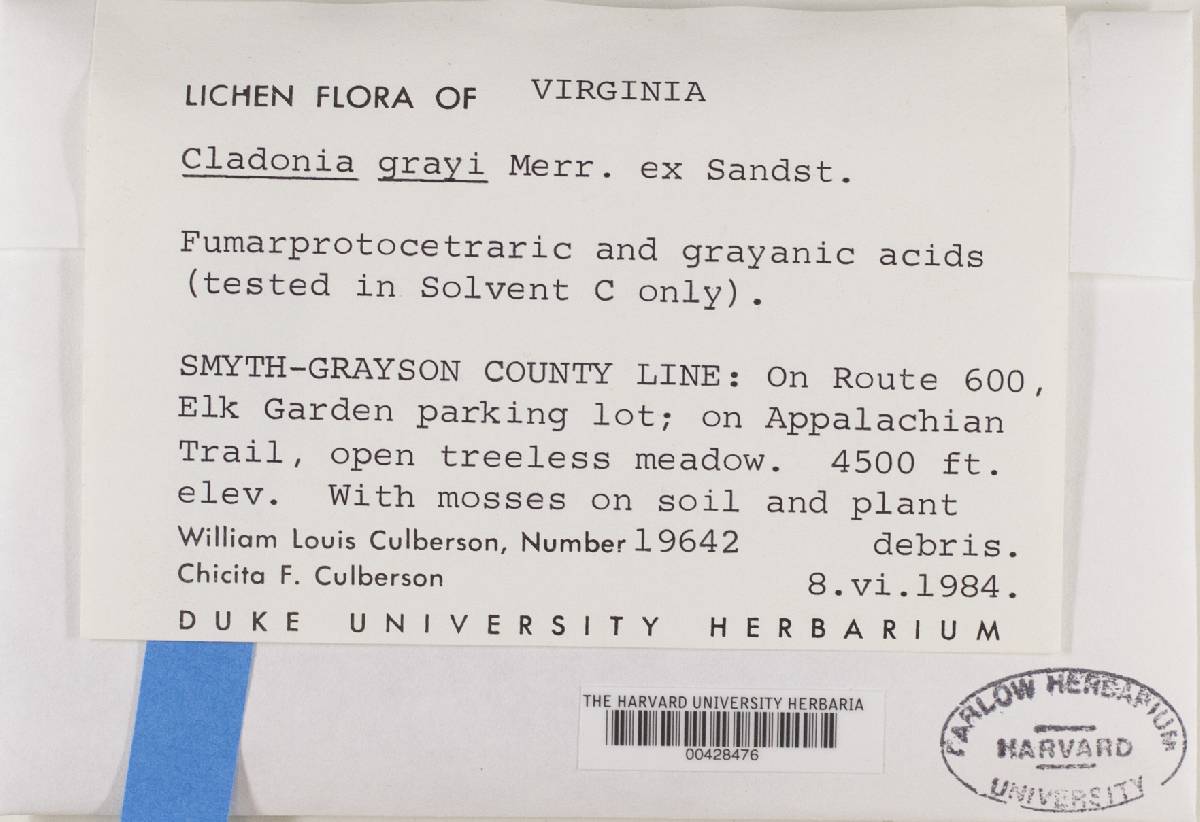 LICHEN FLORA OF VIRGINIA
Cladonia grayi Merr. ex Sandst.
Fumarprotocetraric and grayanic acids
(tested in Solvent C only).
SMYTH-GRAYSON COUNTY LINE: On Route 600,
Elk Garden parking lot; on Appalachian
Trail, open treeless meadow. 4500 ft.
elev. With mosses on soil and plant
debris.
William Louis Culberson, Number 19642
Chicita F. Culberson 8.vi.1984.
DUKE UNIVERSITY HERBARIUM
THE HARVARD UNIVERSITY HERBARIA
00428476
FARLOW HERBARIUM
HARVARD
UNIVERSITY